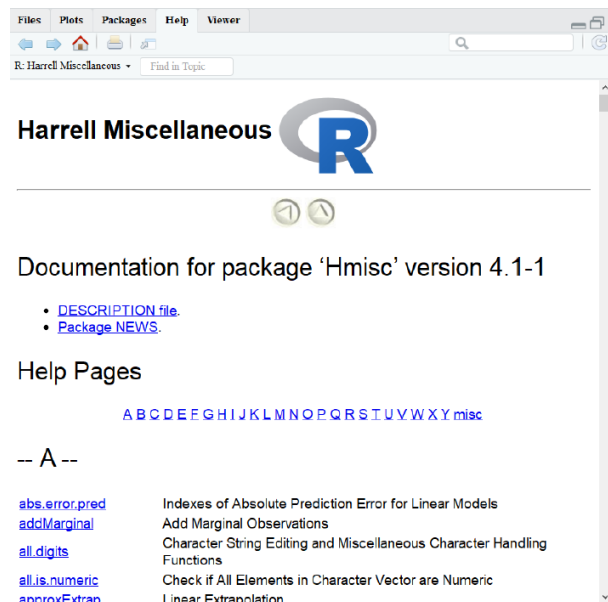 Files Plots Packages Help Viewer
R: Harrell Miscellaneous Find in Topic
Harrell Miscellaneous R
Documentation for package ‘Hmisc’ version 4.1-1
DESCRIPTION file.
Package NEWS.
Help Pages
A B C D E F G H I J K L M N O P Q R S T U V W X Y misc
-- A --
abs.error.pred Indexes of Absolute Prediction Error for Linear Models
addMarginal Add Marginal Observations
all.digits Character String Editing and Miscellaneous Character Handling
Functions
all.is.numeric Check if All Elements in Character Vector are Numeric
approxExtrap Linear Extrapolation